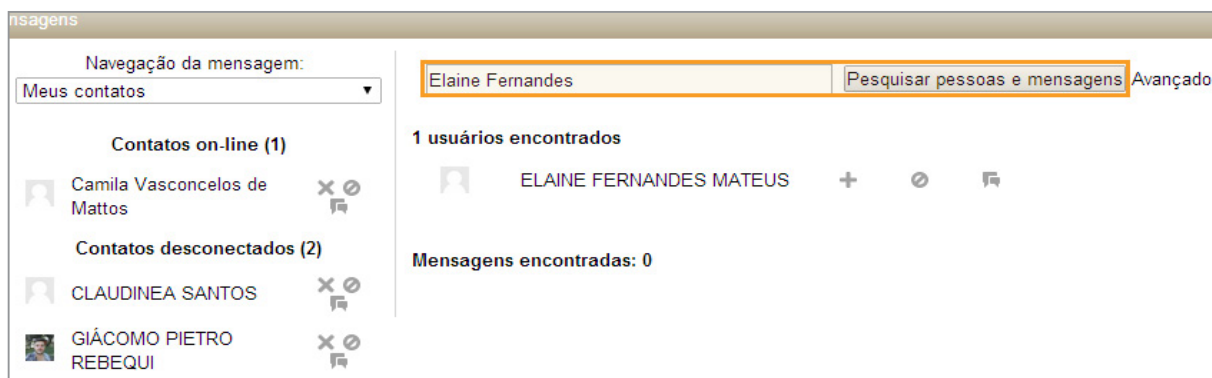 nsagens
Navegação da mensagem:
Meus contatos
Contatos on-line (1)
Camila Vasconcelos de
Mattos
Contatos desconectados (2)
CLAUDINEA SANTOS
GIÁCOMO PIETRO
REBEQUI
Elaine Fernandes Pesquisar pessoas e mensagens Avançado
1 usuários encontrados
ELAINE FERNANDES MATEUS
Mensagens encontradas: 0